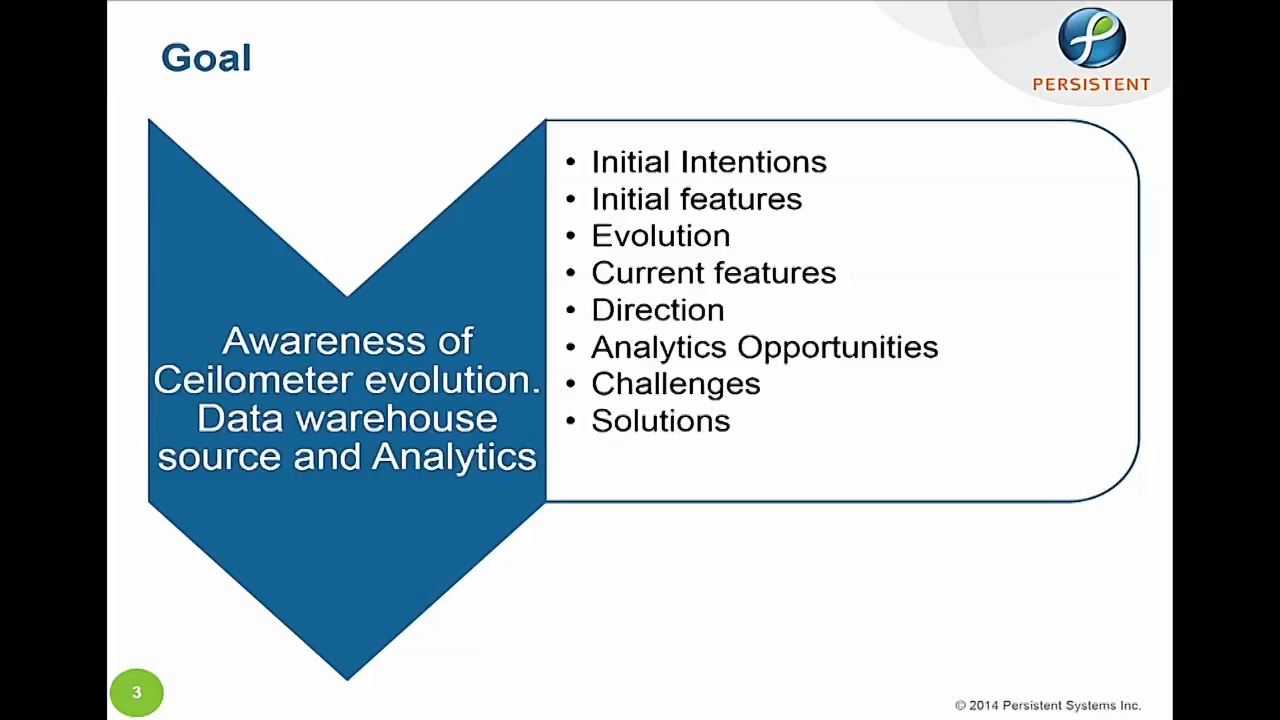 Goal
PERSISTENT
Awareness of
Ceilometer evolution.
Data warehouse
source and Analytics
• Initial Intentions
• Initial features
• Evolution
• Current features
• Direction
• Analytics Opportunities
• Challenges
• Solutions
3
© 2014 Persistent Systems Inc.